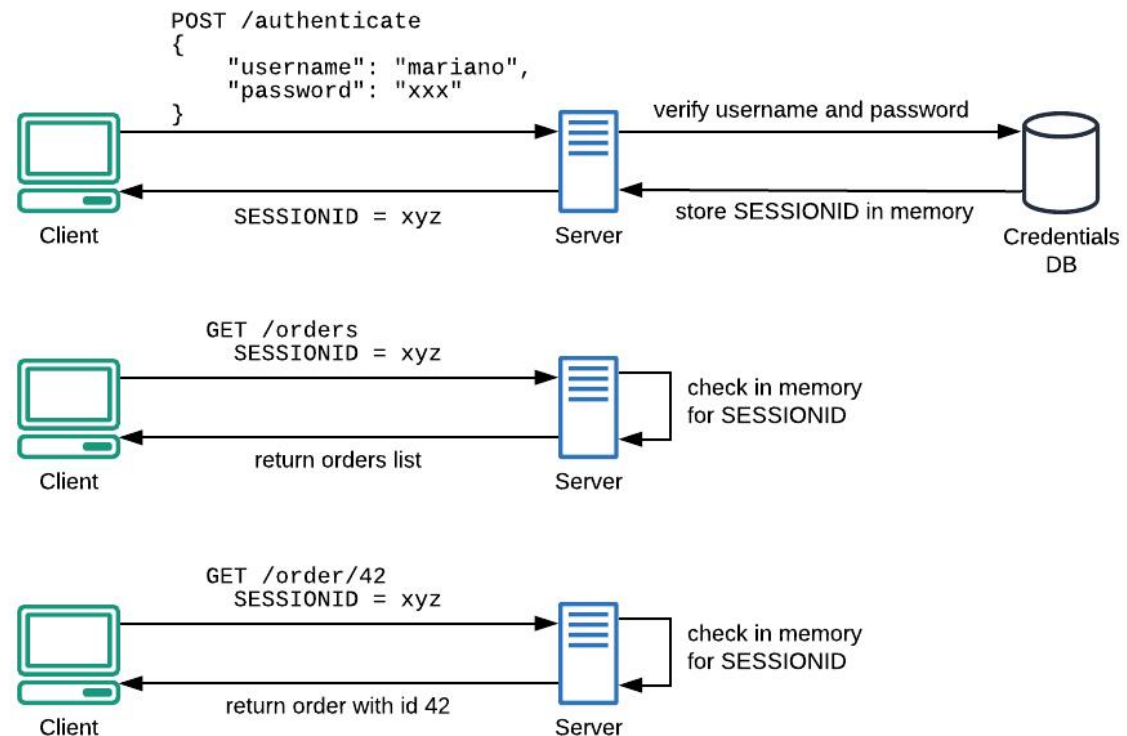 POST /authenticate
{
"username": "mariano",
"password": "xxx"
}
verify username and password
SESSIONID = xyz
store SESSIONID in memory
Client
Server
Credentials
DB
GET /orders
SESSIONID = xyz
check in memory
for SESSIONID
return orders list
Client
Server
GET /order/42
SESSIONID = xyz
check in memory
for SESSIONID
return order with id 42
Client
Server